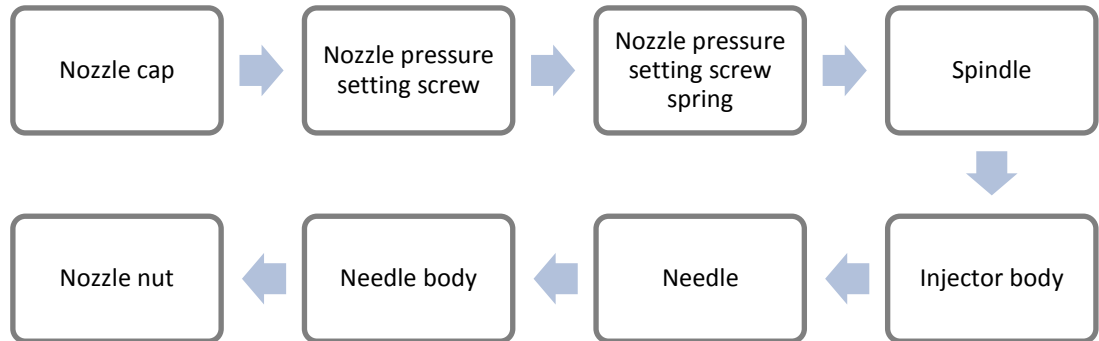 Nozzle cap
Nozzle pressure
setting screw
Nozzle pressure
setting screw
spring
Spindle
Injector body
Needle
Needle body
Nozzle nut